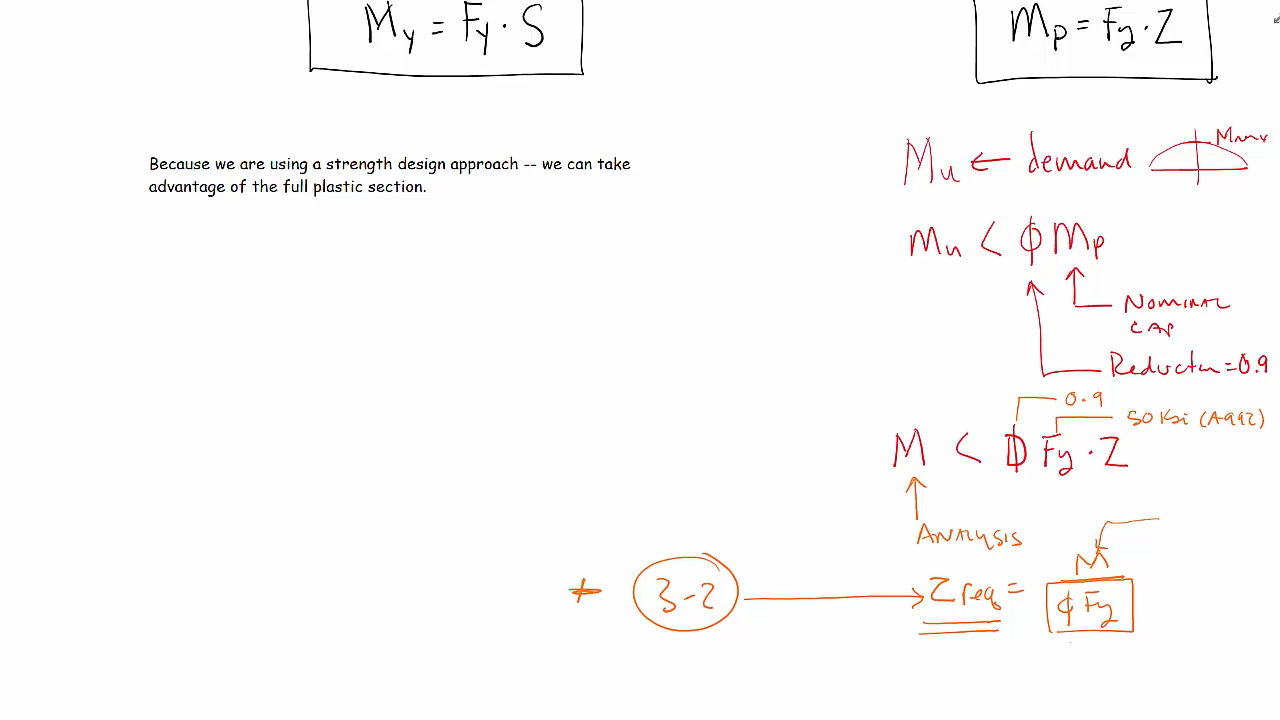 My = Fy · S
Mp = Fy · Z
Because we are using a strength design approach -- we can take
advantage of the full plastic section.
Mu ← demand
Mmax
Mu < ϕ Mp
NOMINAL
CAP
Reduction = 0.9
0.9
50 Ksi (A992)
M < ϕ Fy · Z
ANALYSIS
3-2
Zreq = M
ϕ Fy